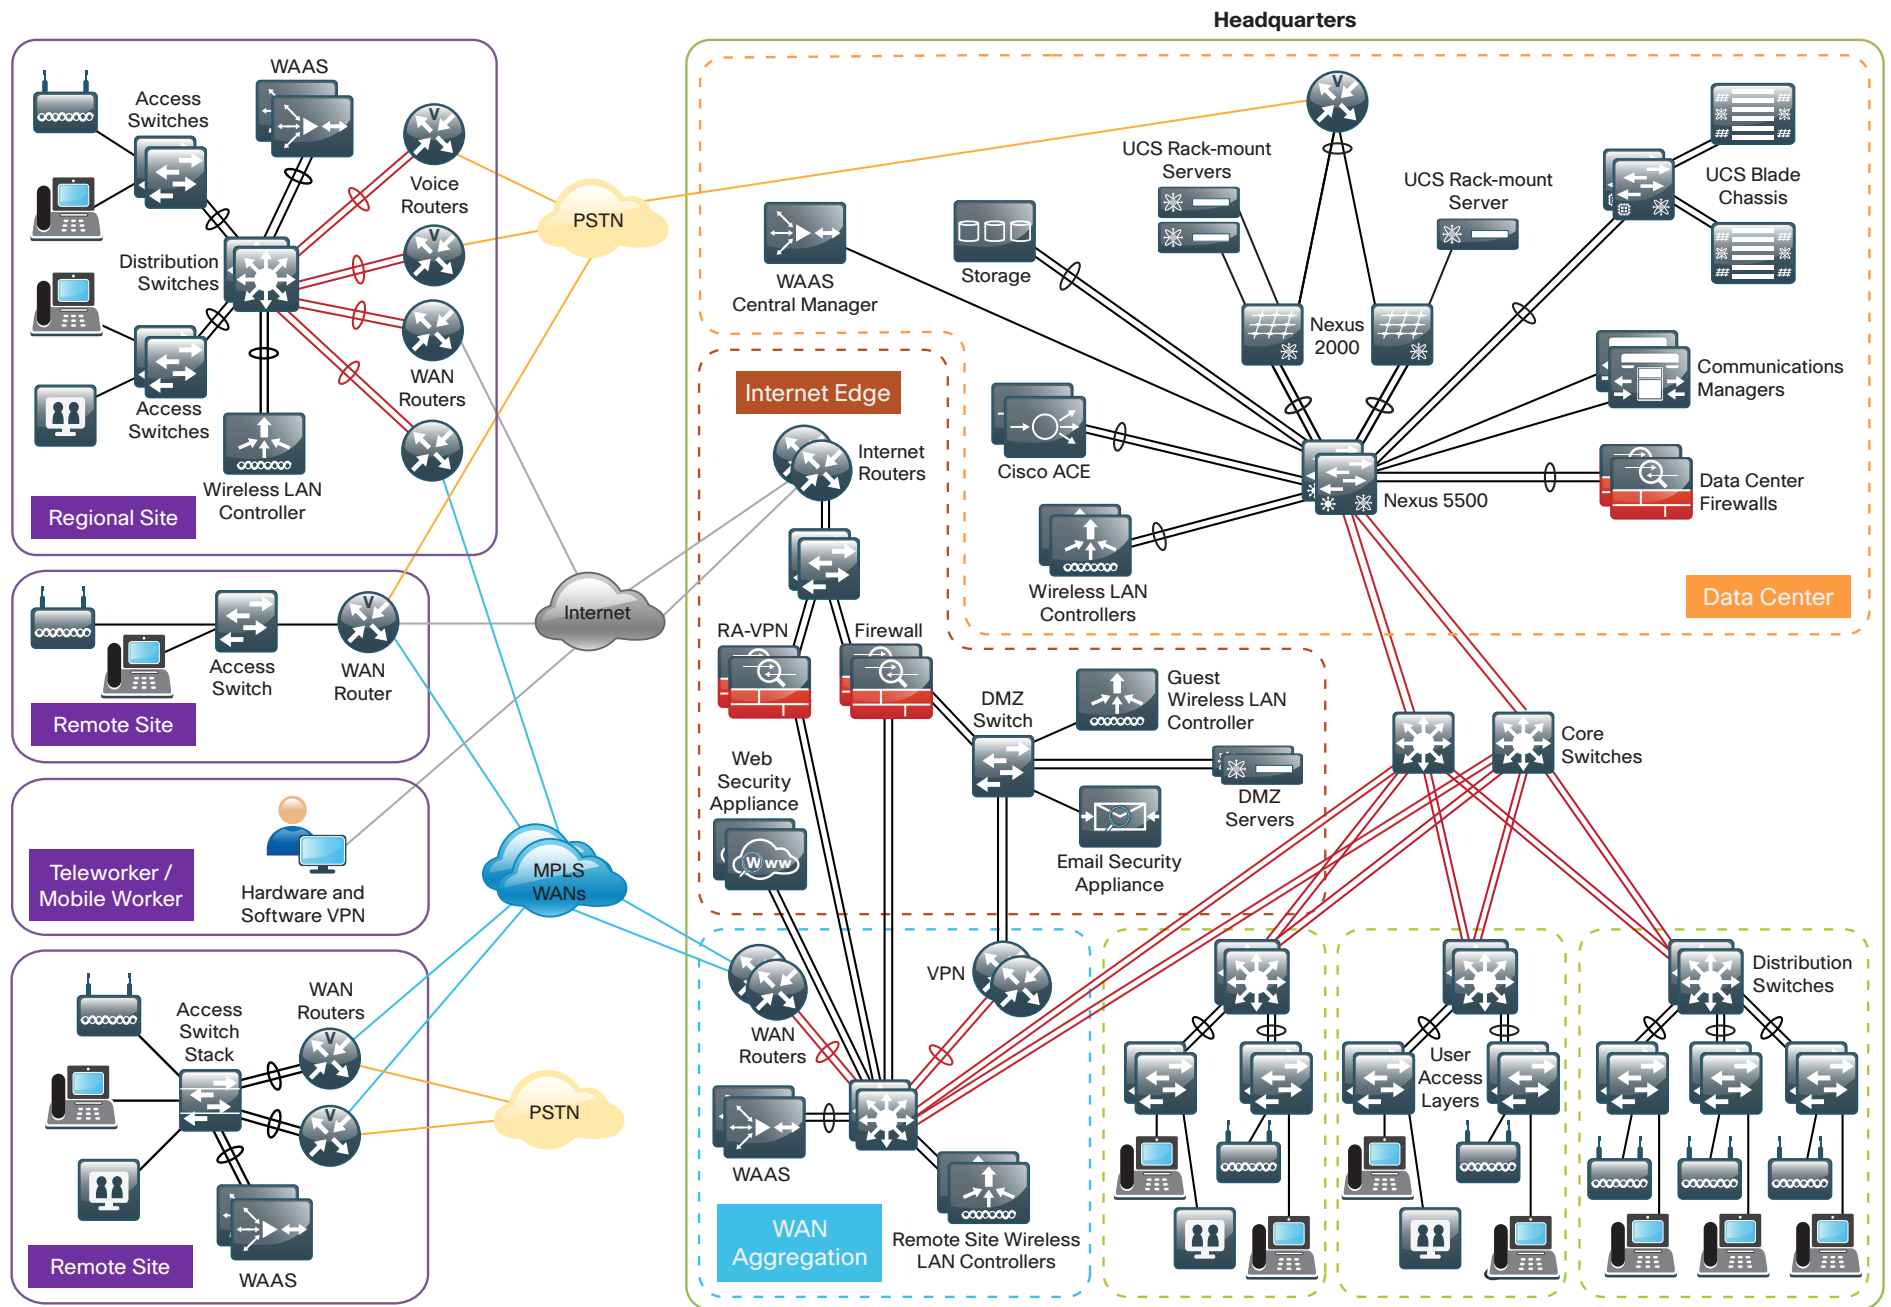 Headquarters
WAAS
Access
Switches
V
Voice
Routers
V
Distribution
Switches
WAN
Routers
Access
Switches
Wireless LAN
Controller
Regional Site
PSTN
V
UCS Rack-mount
Servers
UCS Rack-mount
Server
UCS Blade
Chassis
WAAS
Central Manager
Storage
Nexus
2000
Communications
Managers
Cisco ACE
Nexus 5500
Data Center
Firewalls
Wireless LAN
Controllers
Data Center
Internet Edge
Internet
Routers
Internet
V
Access
Switch
WAN
Router
Remote Site
RA-VPN
Firewall
DMZ
Switch
Guest
Wireless LAN
Controller
Web
Security
Appliance
Www
DMZ
Servers
Email Security
Appliance
Core
Switches
Teleworker /
Mobile Worker
Hardware and
Software VPN
MPLS
WANs
WAN
Routers
Access
Switch
Stack
V
V
PSTN
WAAS
Remote Site
VPN
WAN
Routers
WAAS
WAN
Aggregation
Remote Site Wireless
LAN Controllers
Distribution
Switches
User
Access
Layers